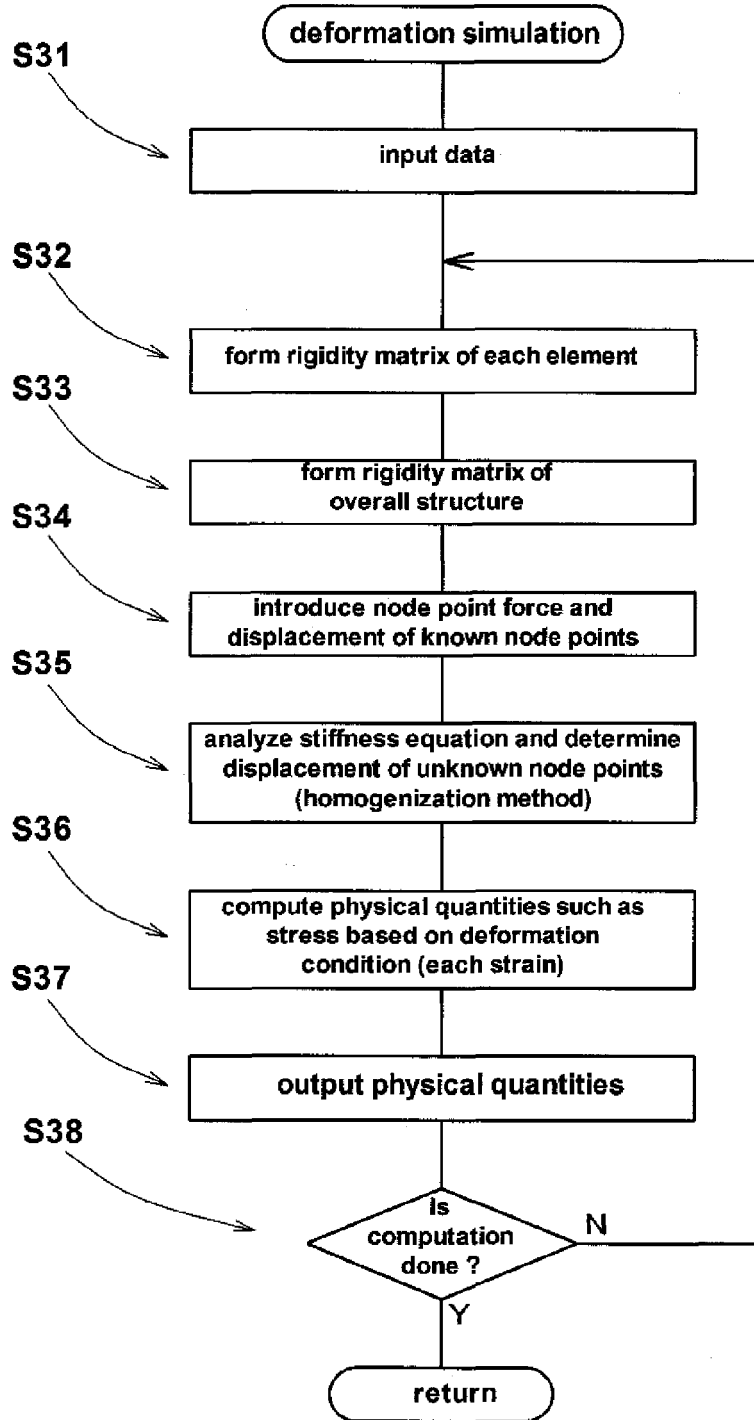 deformation simulation
S31
input data
S32
form rigidity matrix of each element
S33
form rigidity matrix of
overall structure
S34
introduce node point force and
displacement of known node points
S35
analyze stiffness equation and determine
displacement of unknown node points
(homogenization method)
S36
compute physical quantities such as
stress based on deformation
condition (each strain)
S37
output physical quantities
S38
Is
computation
done ?
N
Y
return